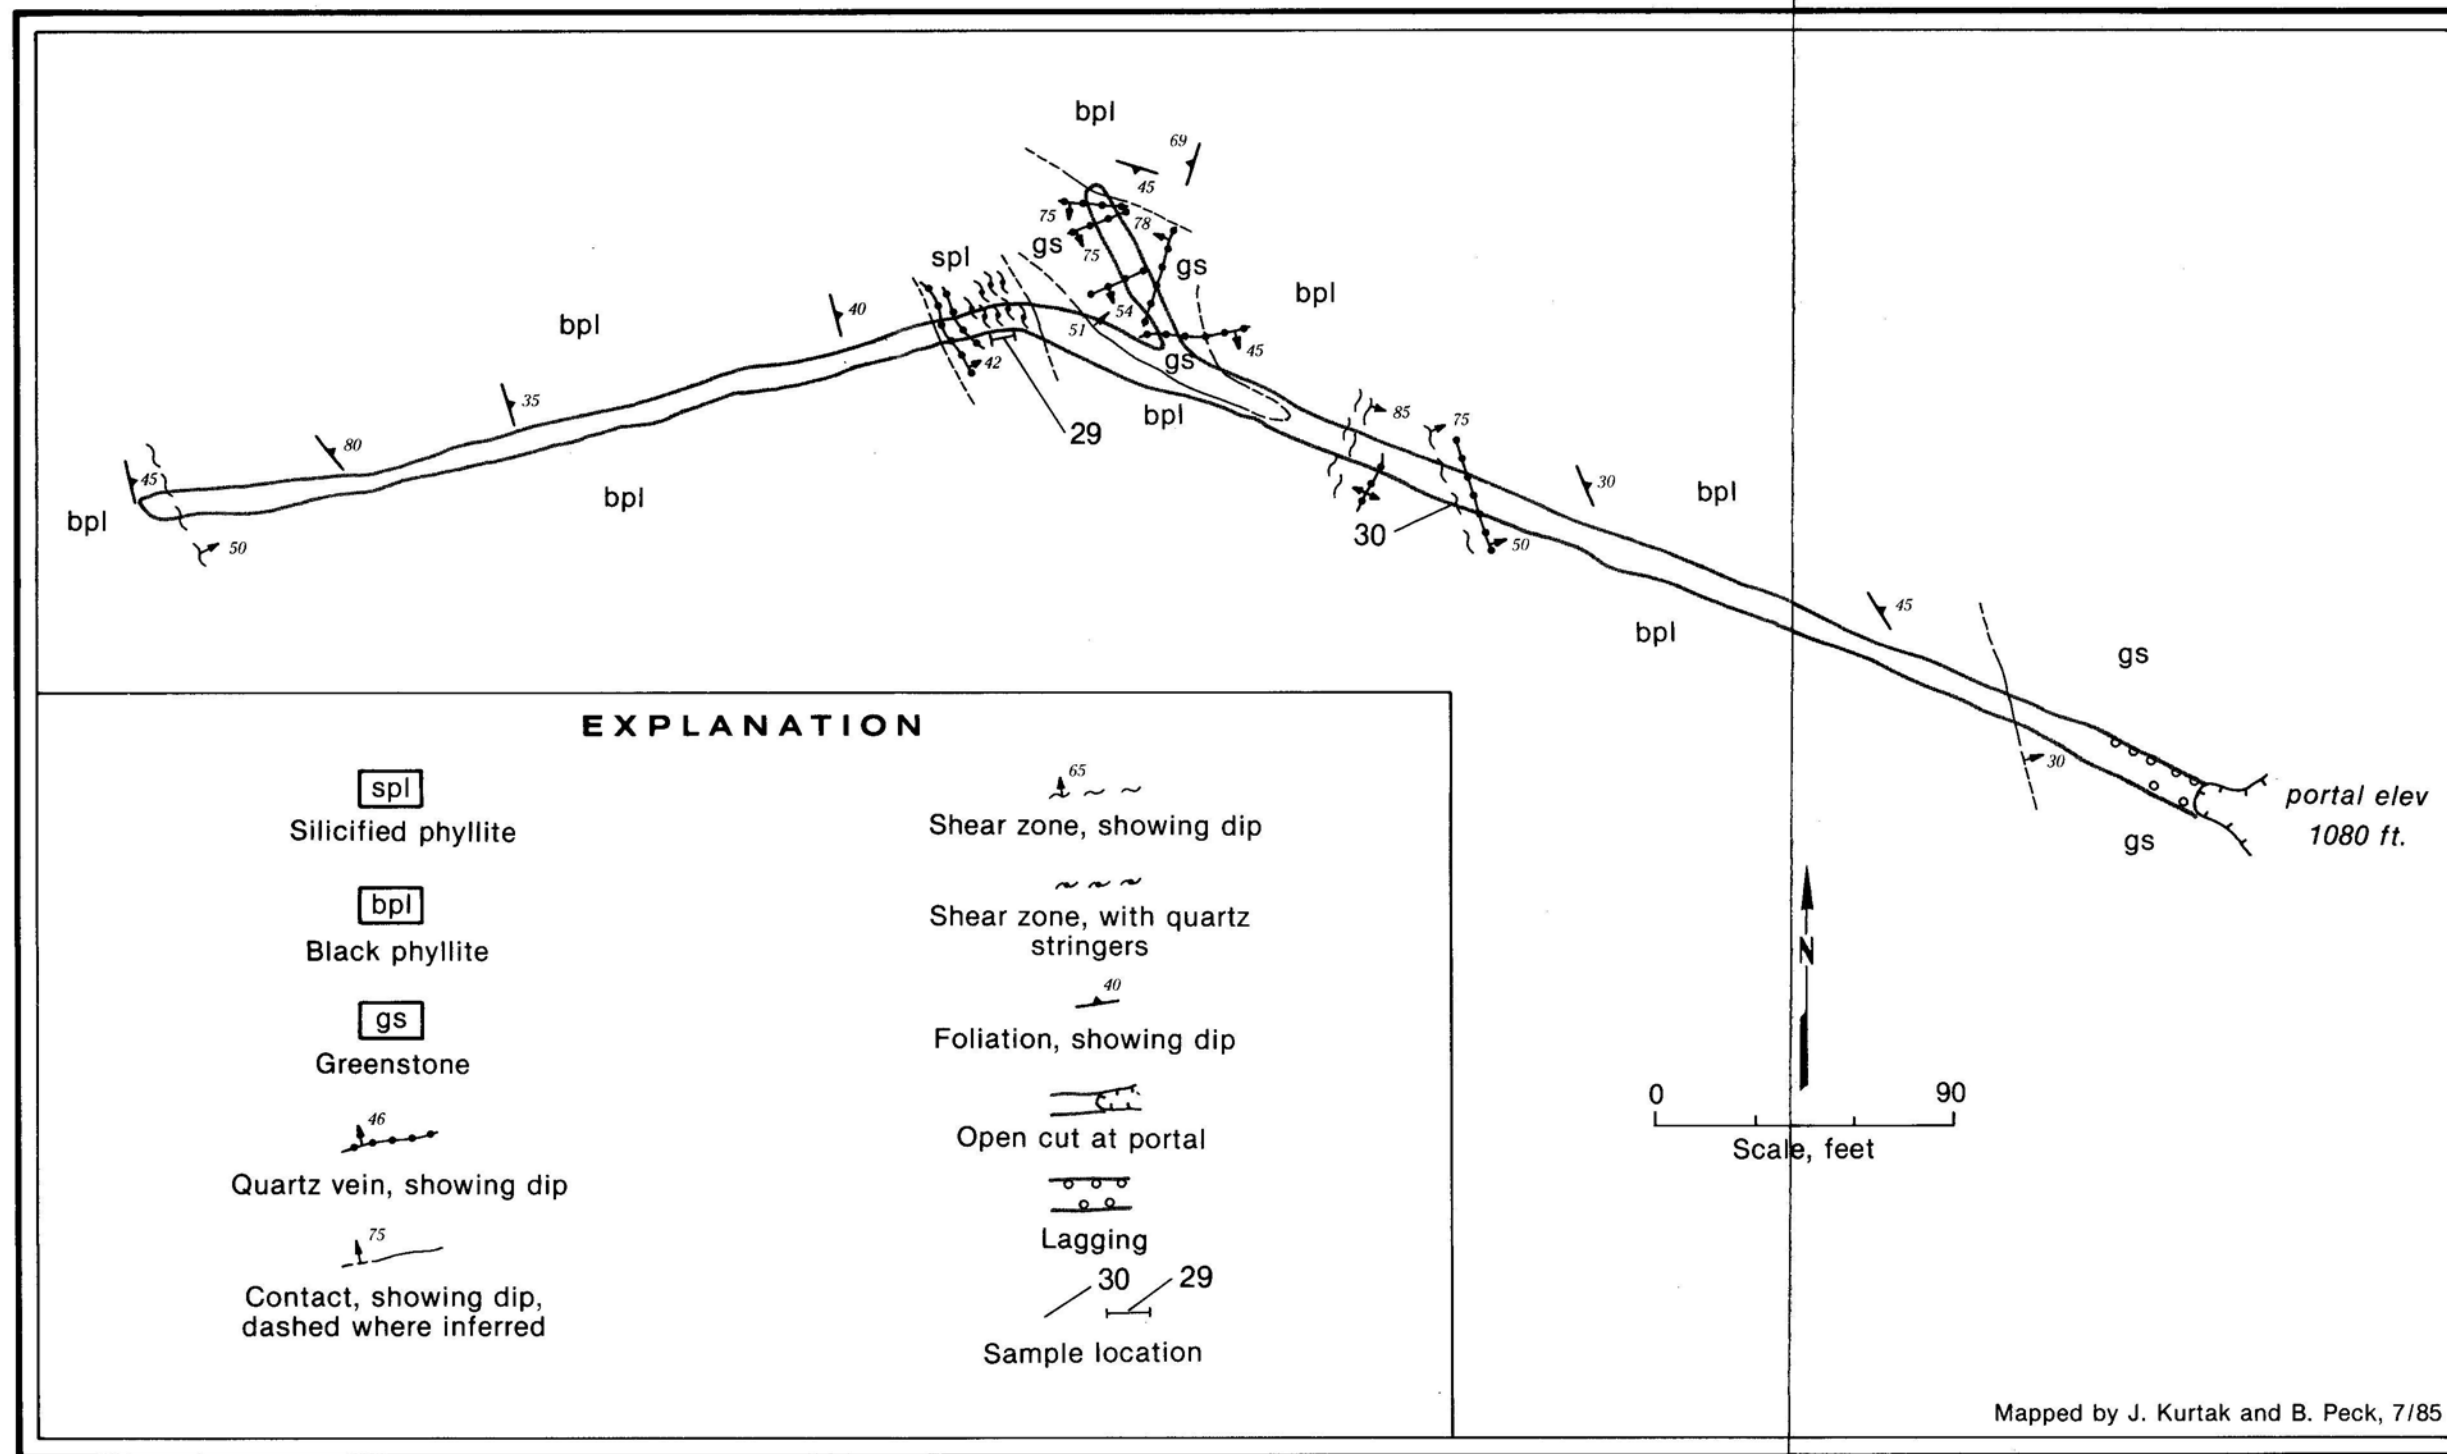 bpl
69
45
75
78
gs
75
spl
gs
bpl
54
51
40
bpl
gs
45
42
35
bpl
85
75
29
80
45
30
bpl
bpl
bpl
30
50
50
45
bpl
gs
30
portal elev
1080 ft.
gs
EXPLANATION
spl
Silicified phyllite
bpl
Black phyllite
gs
Greenstone
46
Quartz vein, showing dip
75
Contact, showing dip,
dashed where inferred
65
Shear zone, showing dip
Shear zone, with quartz
stringers
40
Foliation, showing dip
Open cut at portal
Lagging
30 29
Sample location
N
0 90
Scale, feet
Mapped by J. Kurtak and B. Peck, 7/85